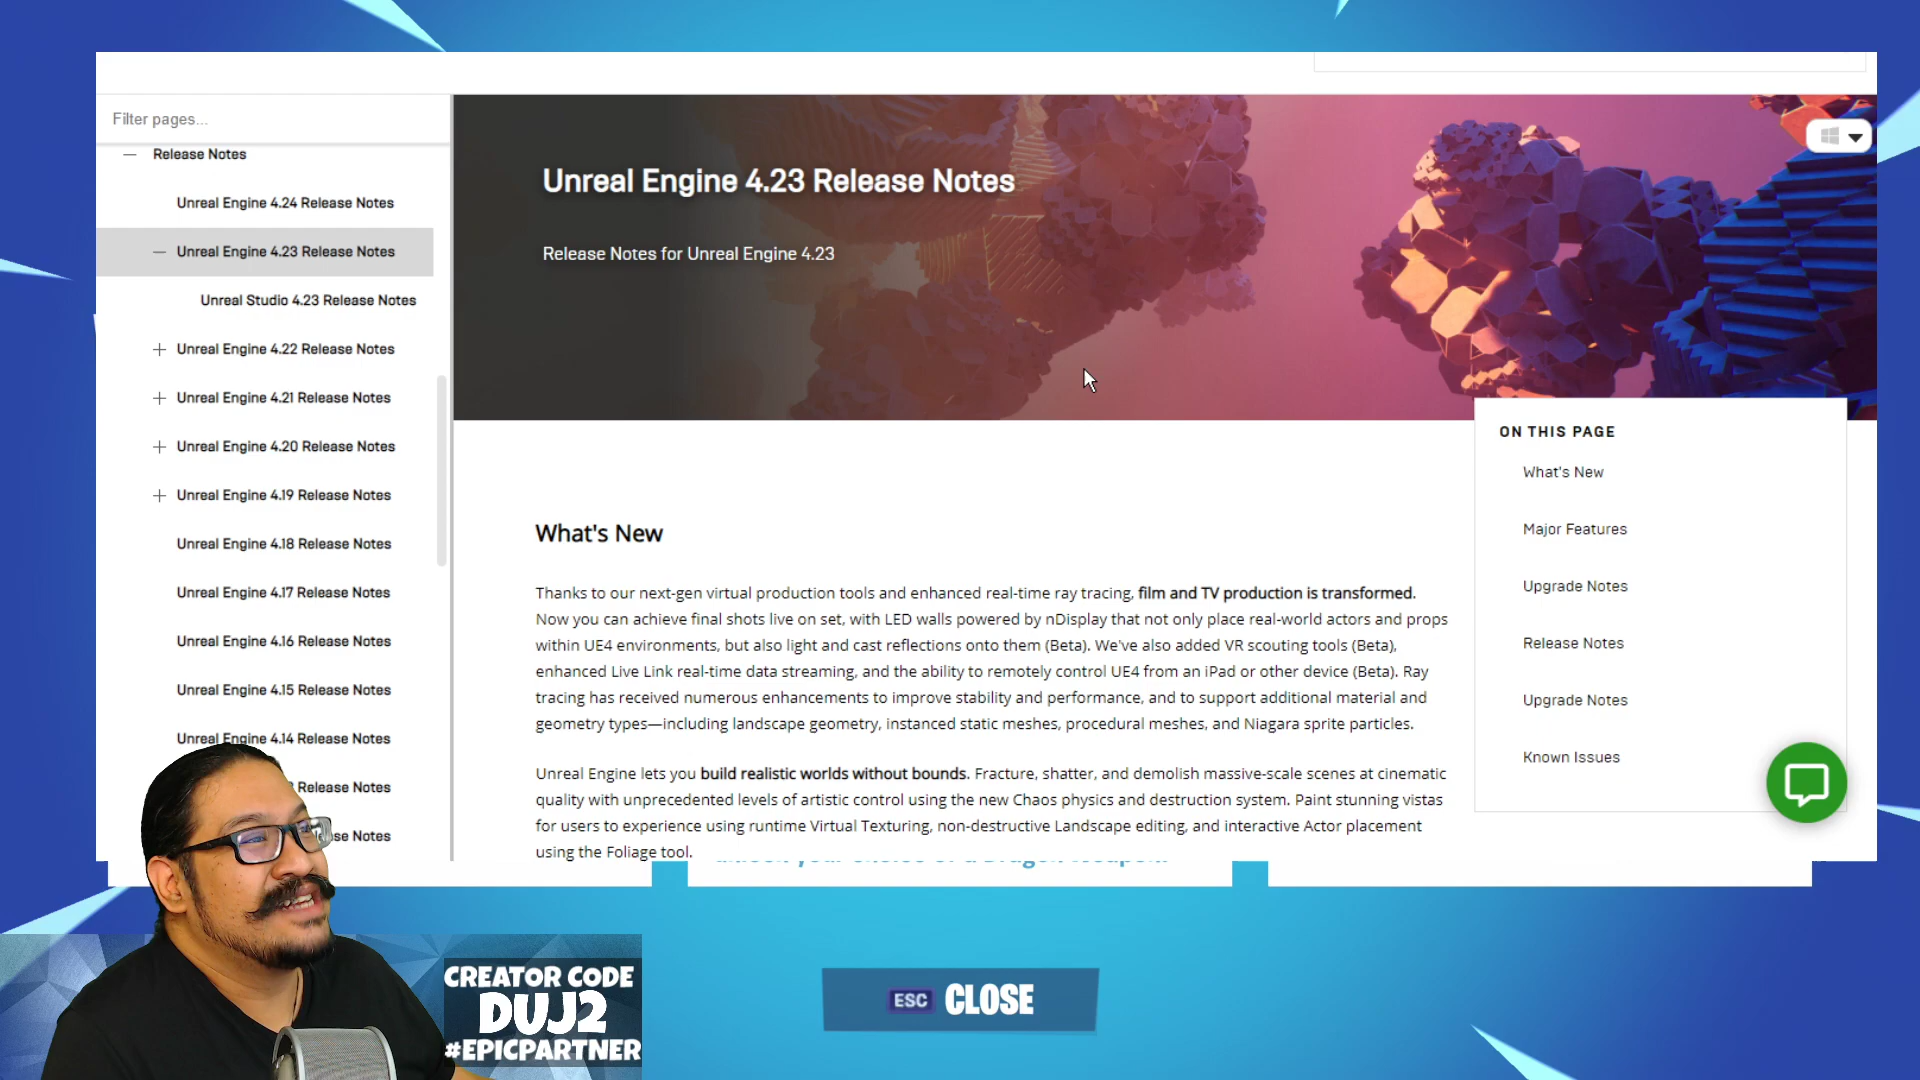 Filter pages...
Release Notes
Unreal Engine 4.24 Release Notes
Unreal Engine 4.23 Release Notes
Unreal Studio 4.23 Release Notes
Unreal Engine 4.22 Release Notes
Unreal Engine 4.21 Release Notes
Unreal Engine 4.20 Release Notes
Unreal Engine 4.19 Release Notes
Unreal Engine 4.18 Release Notes
Unreal Engine 4.17 Release Notes
Unreal Engine 4.16 Release Notes
Unreal Engine 4.15 Release Notes
Unreal Engine 4.14 Release Notes
Release Notes
Notes
Unreal Engine 4.23 Release Notes
Release Notes for Unreal Engine 4.23
What's New
Thanks to our next-gen virtual production tools and enhanced real-time ray tracing, film and TV production is transformed.
Now you can achieve final shots live on set, with LED walls powered by nDisplay that not only place real-world actors and props
within UE4 environments, but also light and cast reflections onto them (Beta). We've also added VR scouting tools (Beta),
enhanced Live Link real-time data streaming, and the ability to remotely control UE4 from an iPad or other device (Beta). Ray
tracing has received numerous enhancements to improve stability and performance, and to support additional material and
geometry types—including landscape geometry, instanced static meshes, procedural meshes, and Niagara sprite particles.
Unreal Engine lets you build realistic worlds without bounds. Fracture, shatter, and demolish massive-scale scenes at cinematic
quality with unprecedented levels of artistic control using the new Chaos physics and destruction system. Paint stunning vistas
for users to experience using runtime Virtual Texturing, non-destructive Landscape editing, and interactive Actor placement
using the Foliage tool.
ON THIS PAGE
What's New
Major Features
Upgrade Notes
Release Notes
Upgrade Notes
Known Issues
CREATOR CODE
DUJ2
#EPICPARTNER
ESC CLOSE